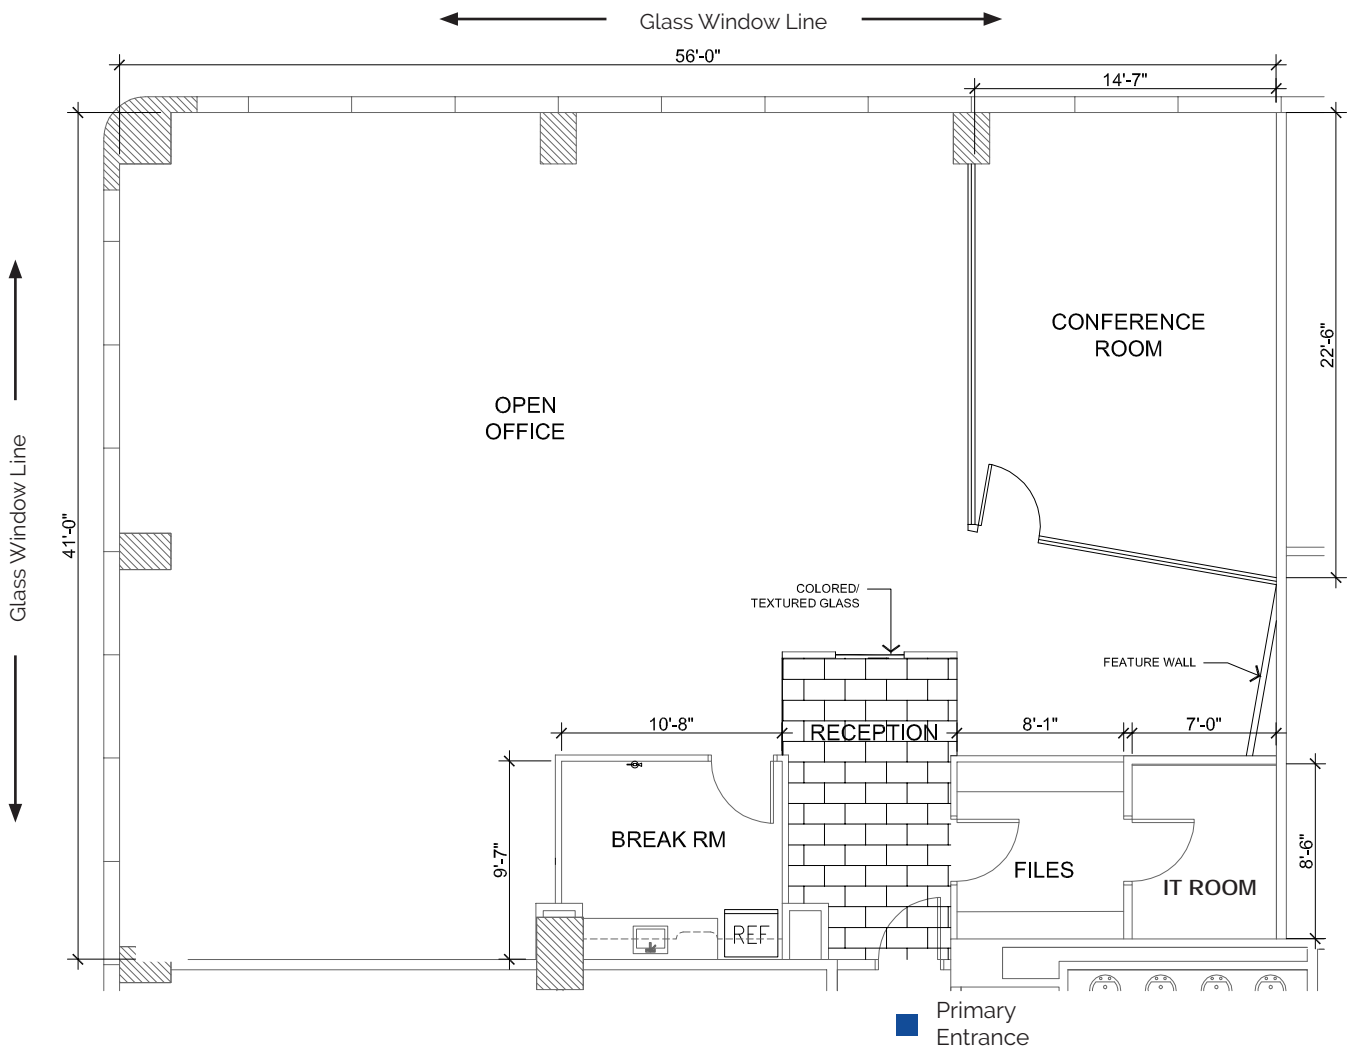 Glass Window Line
56'-0"
14'-7"
CONFERENCE
ROOM
22'-6"
OPEN
OFFICE
Glass Window Line
41'-0"
COLORED/
TEXTURED GLASS
FEATURE WALL
10'-8"
RECEPTION
8'-1"
7'-0"
9'-7"
BREAK RM
FILES
IT ROOM
8'-6"
REF
Primary
Entrance